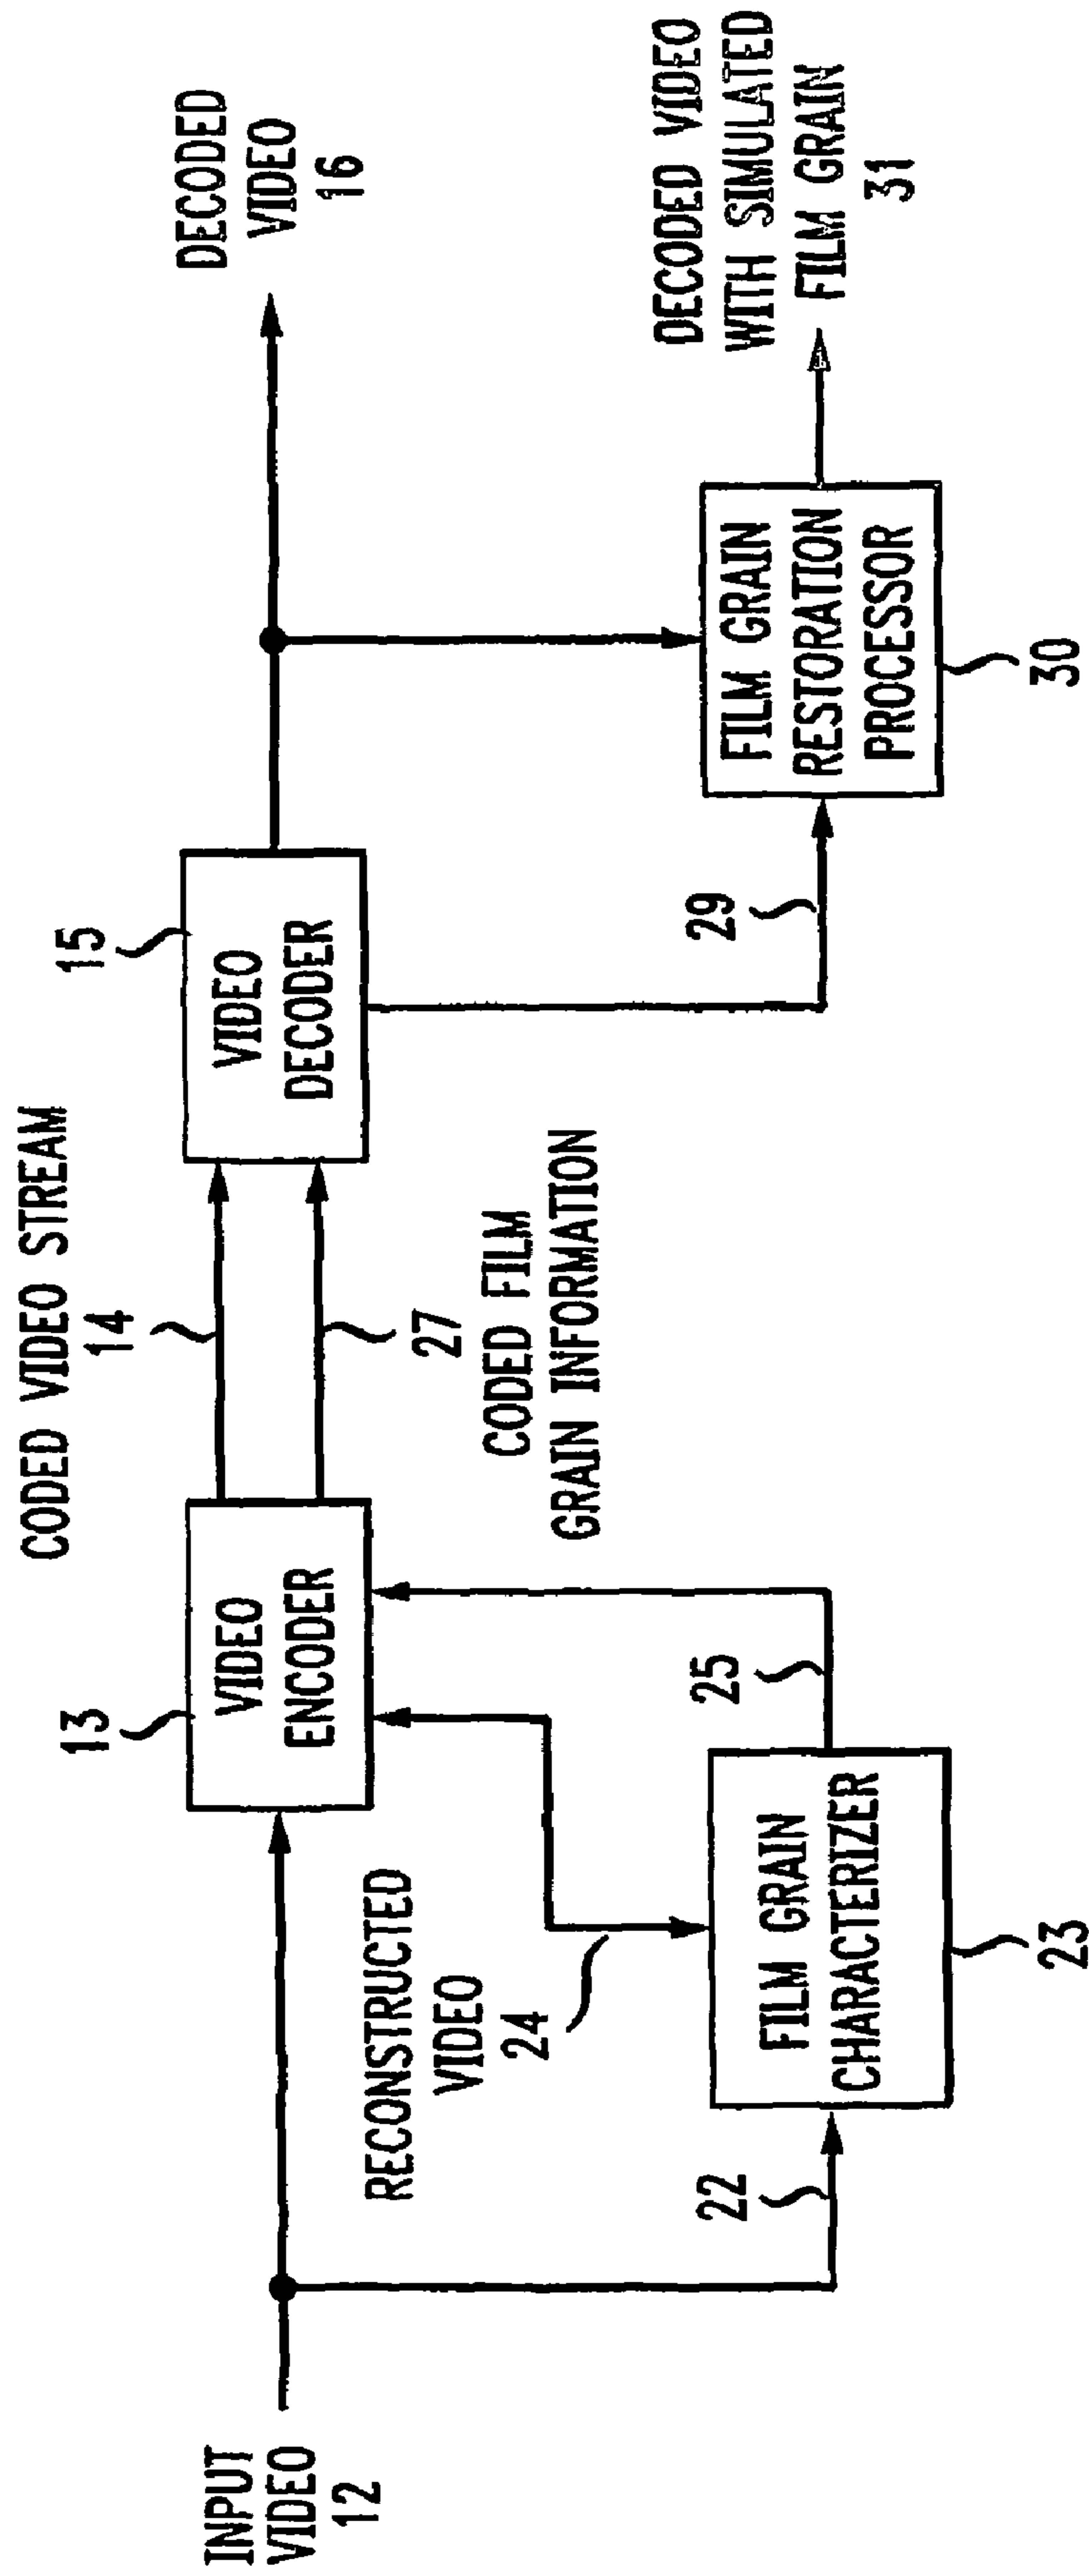 INPUT
VIDEO
12
22
FILM GRAIN
CHARACTERIZER
23
RECONSTRUCTED
VIDEO
24
25
13
VIDEO
ENCODER
CODED VIDEO STREAM
14
27
CODED FILM
GRAIN INFORMATION
15
VIDEO
DECODER
29
FILM GRAIN
RESTORATION
PROCESSOR
30
DECODED
VIDEO
16
DECODED VIDEO
WITH SIMULATED
FILM GRAIN
31